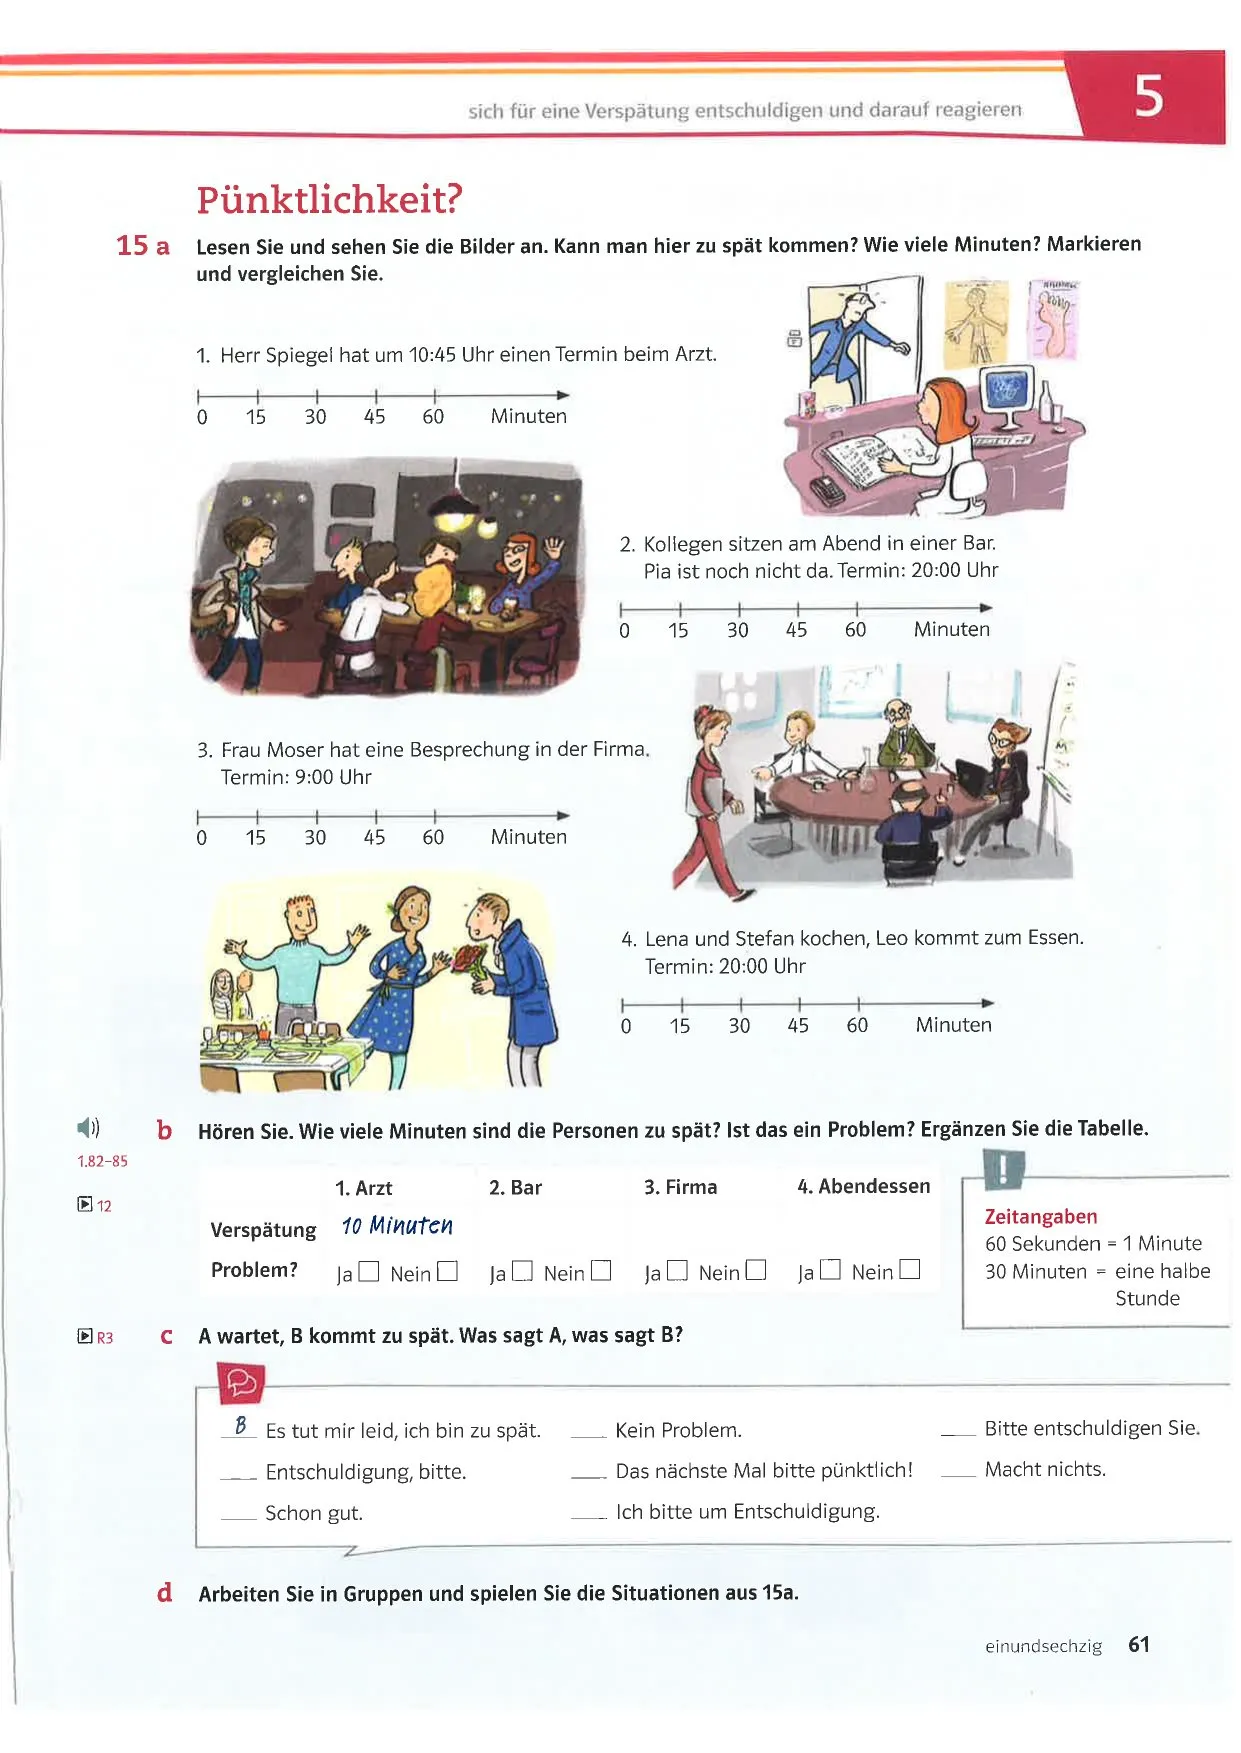 sich für eine Verspätung entschuldigen und darauf reagieren
5
Pünktlichkeit?
15 a Lesen Sie und sehen Sie die Bilder an. Kann man hier zu spät kommen? Wie viele Minuten? Markieren
und vergleichen Sie.
1. Herr Spiegel hat um 10:45 Uhr einen Termin beim Arzt.
0 15 30 45 60 Minuten
2. Kollegen sitzen am Abend in einer Bar.
Pia ist noch nicht da. Termin: 20:00 Uhr
0 15 30 45 60 Minuten
3. Frau Moser hat eine Besprechung in der Firma.
Termin: 9:00 Uhr
0 15 30 45 60 Minuten
4. Lena und Stefan kochen, Leo kommt zum Essen.
Termin: 20:00 Uhr
0 15 30 45 60 Minuten
b Hören Sie. Wie viele Minuten sind die Personen zu spät? Ist das ein Problem? Ergänzen Sie die Tabelle.
1.82–85
12
1. Arzt 2. Bar 3. Firma 4. Abendessen
Verspätung 10 Minuten
Problem? Ja Nein Ja Nein Ja Nein Ja Nein
!
Zeitangaben
60 Sekunden = 1 Minute
30 Minuten = eine halbe
Stunde
R3 c A wartet, B kommt zu spät. Was sagt A, was sagt B?
B Es tut mir leid, ich bin zu spät. ___ Kein Problem. ___ Bitte entschuldigen Sie.
___ Entschuldigung, bitte. ___ Das nächste Mal bitte pünktlich! ___ Macht nichts.
___ Schon gut. ___ Ich bitte um Entschuldigung.
d Arbeiten Sie in Gruppen und spielen Sie die Situationen aus 15a.
einundsechzig 61